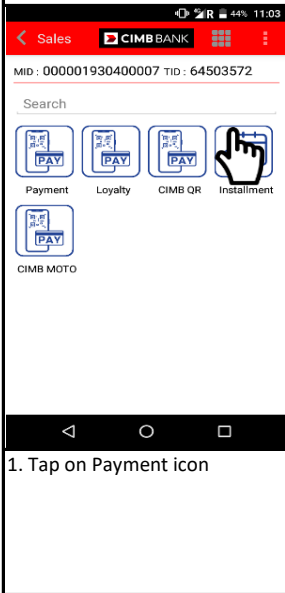 R 44% 11:03
Sales CIMB BANK
MID : 000001930400007 TID : 64503572
Search
PAY PAY PAY
Payment Loyalty CIMB QR Installment
PAY
CIMB MOTO
1. Tap on Payment icon